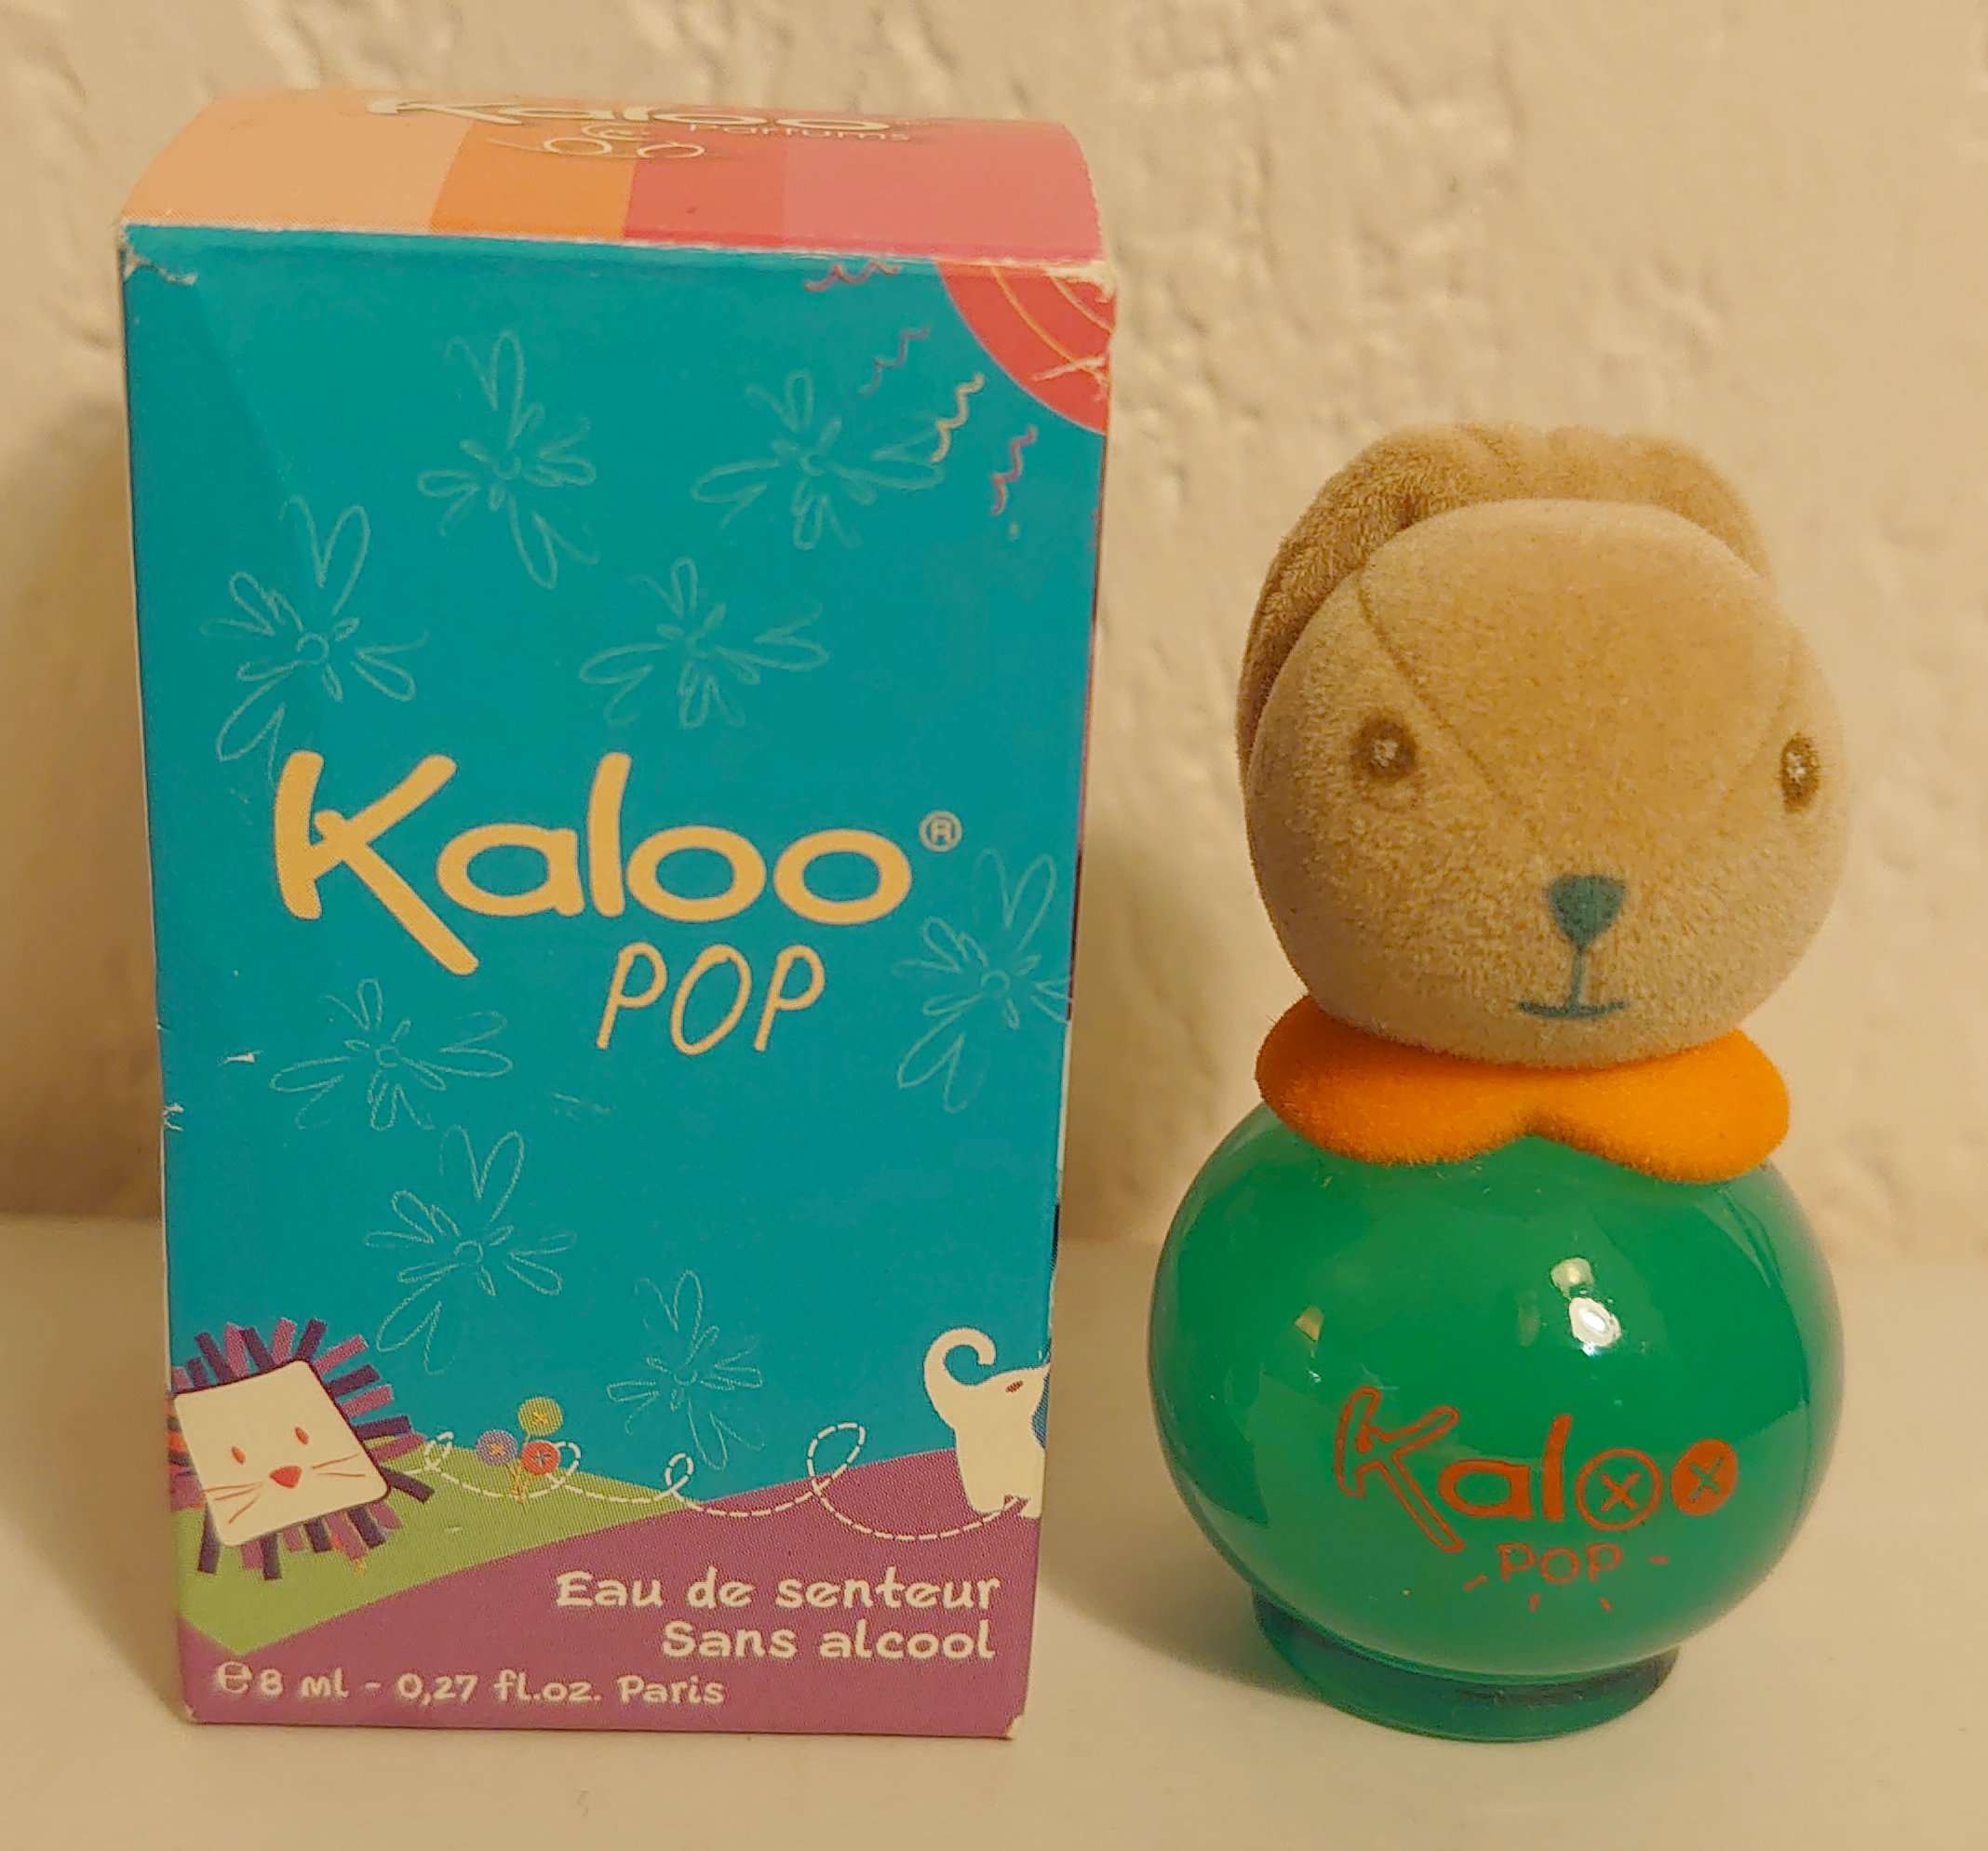 Kaloo
Parfums
Kaloo®
POP
Eau de senteur
Sans alcool
℮8 ml - 0,27 fl.oz. Paris
Kaloo
POP